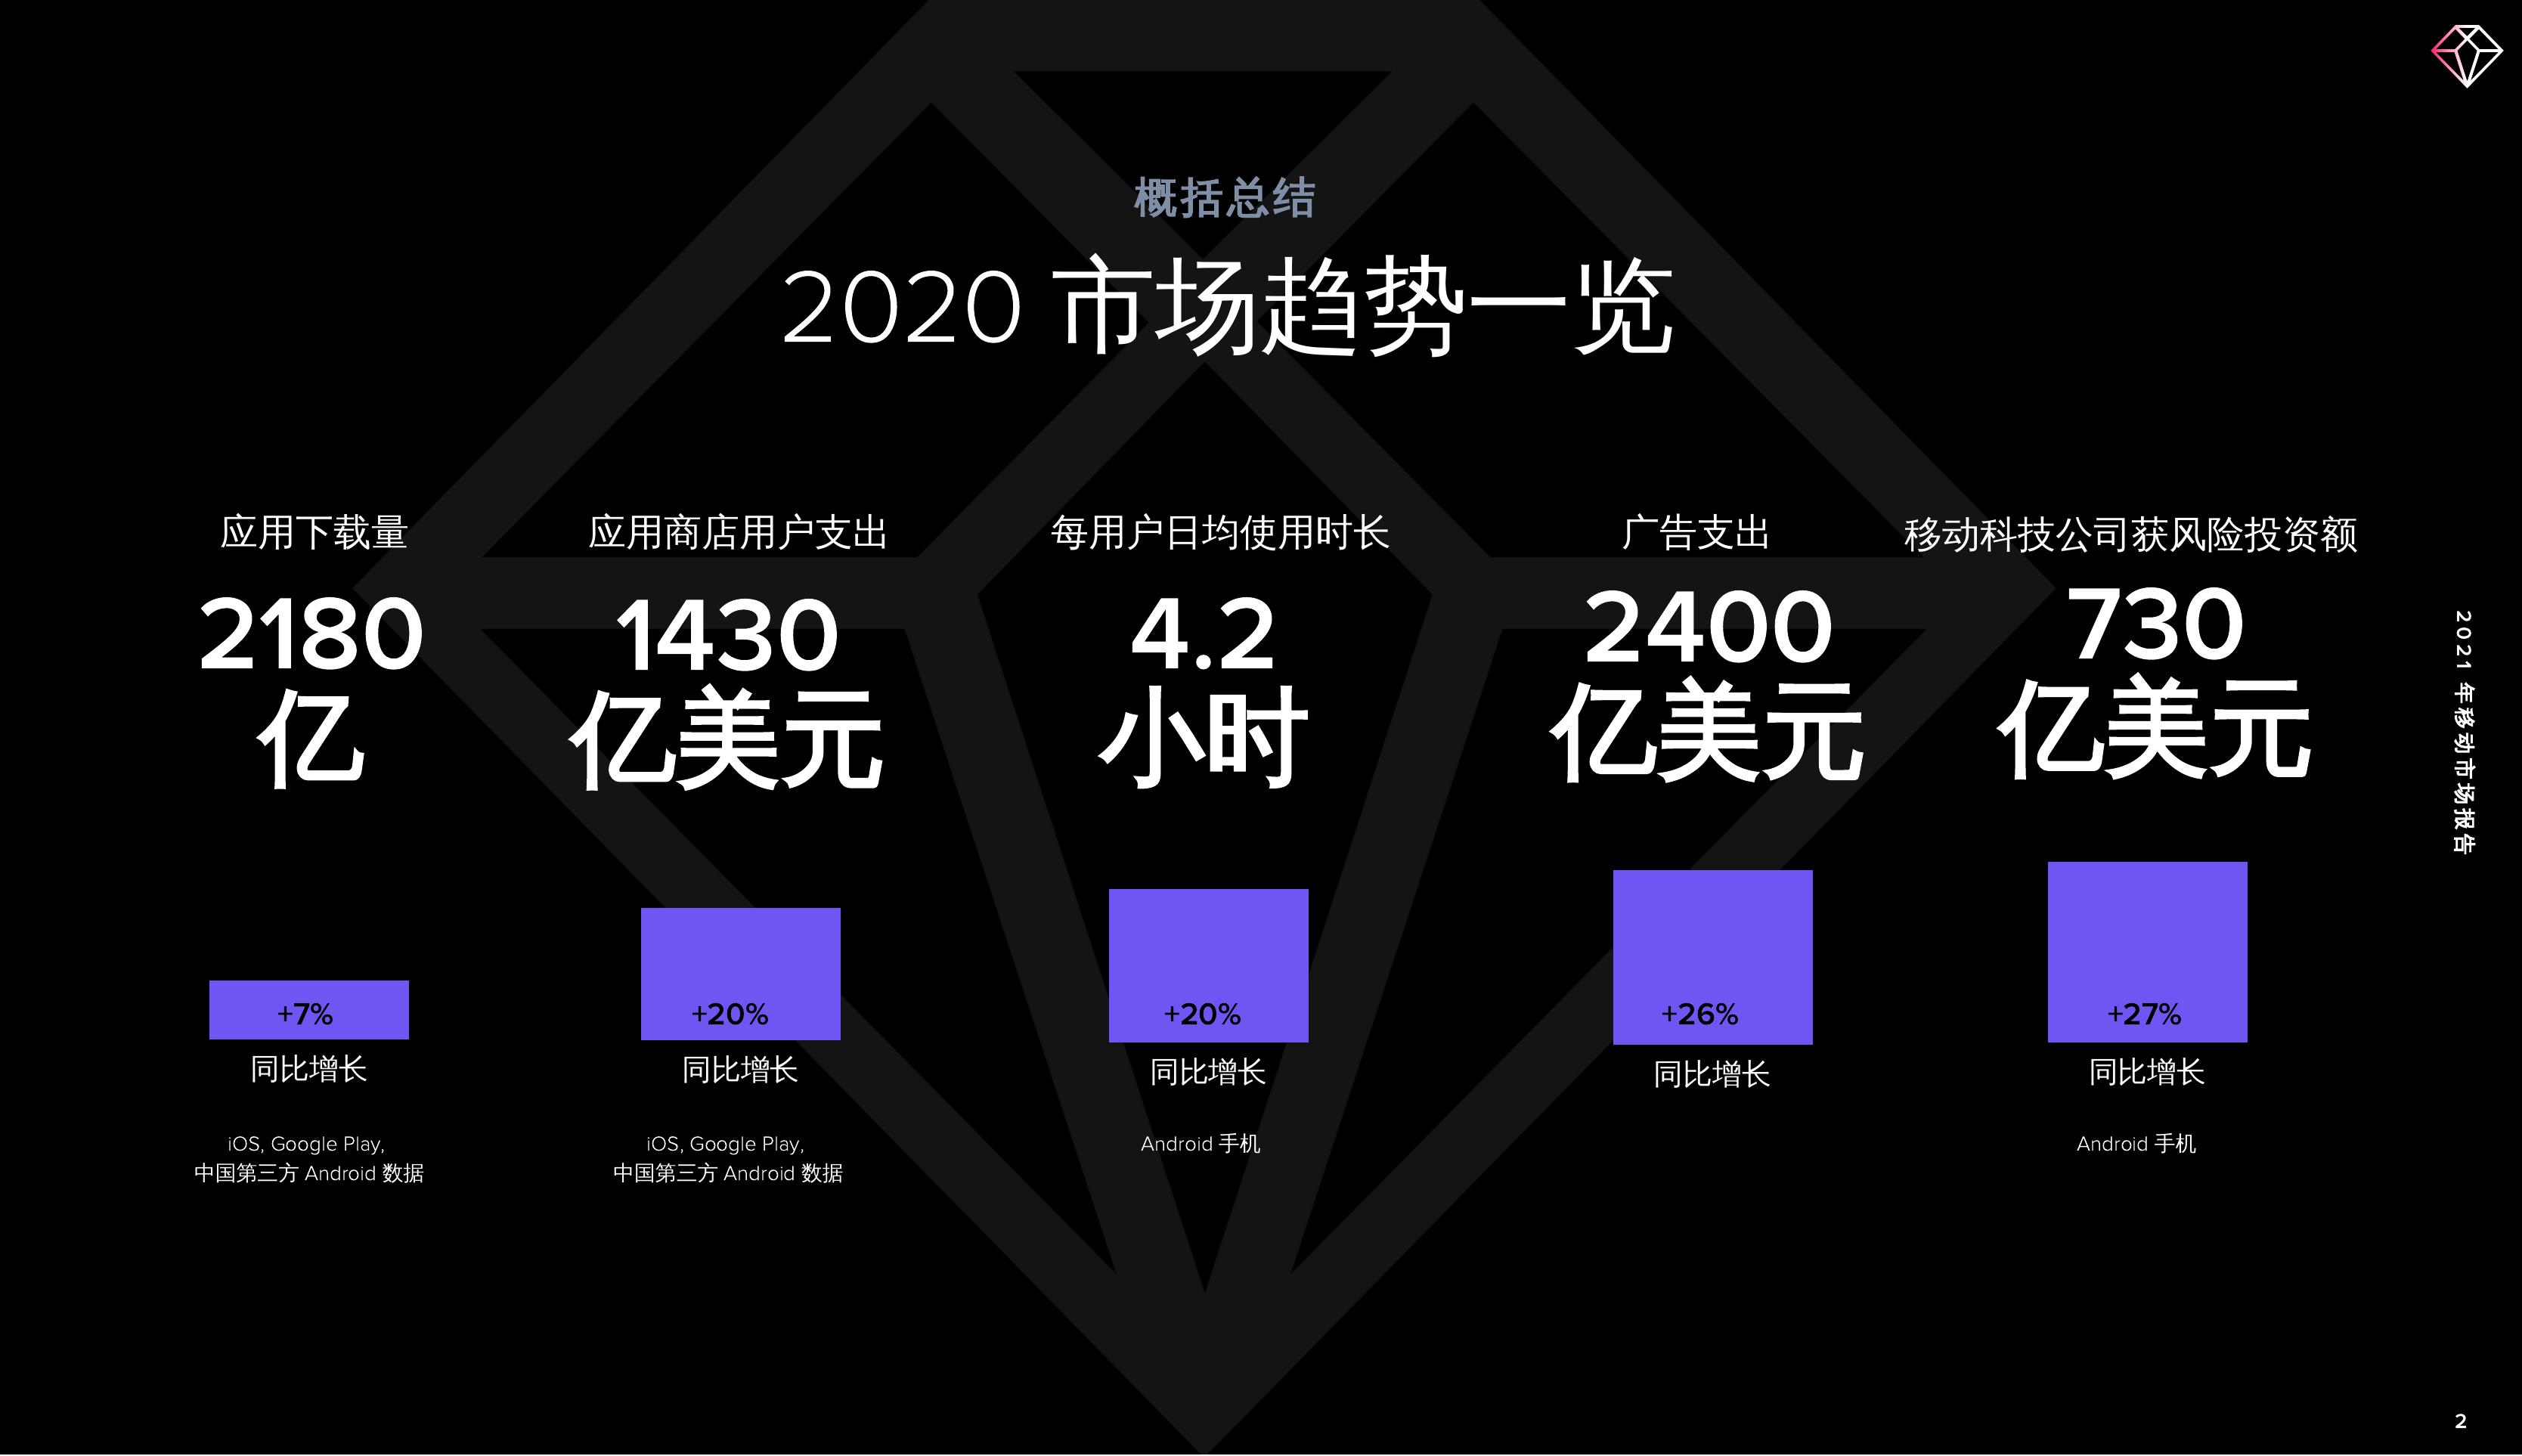 概括总结
2020 市场趋势一览
应用下载量
2180
亿
+7%
同比增长
iOS, Google Play,
中国第三方 Android 数据
应用商店用户支出
1430
亿美元
+20%
同比增长
iOS, Google Play,
中国第三方 Android 数据
每用户日均使用时长
4.2
小时
+20%
同比增长
Android 手机
广告支出
2400
亿美元
+26%
同比增长
移动科技公司获风险投资额
730
亿美元
+27%
同比增长
Android 手机
2021 年移动市场报告
2